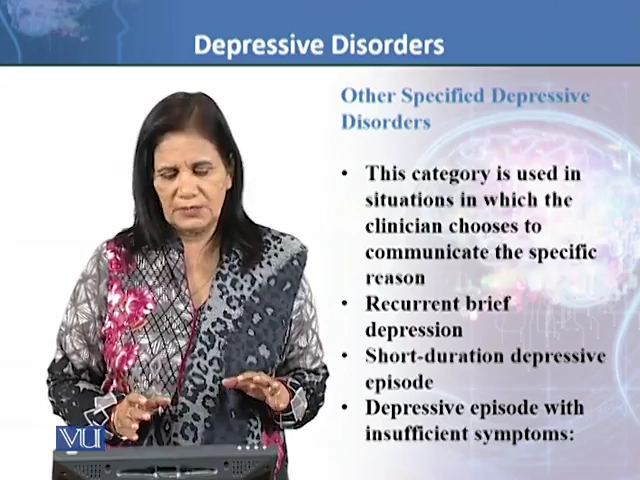 Depressive Disorders
Other Specified Depressive
Disorders
• This category is used in
situations in which the
clinician chooses to
communicate the specific
reason
• Recurrent brief
depression
• Short-duration depressive
episode
• Depressive episode with
insufficient symptoms:
VU